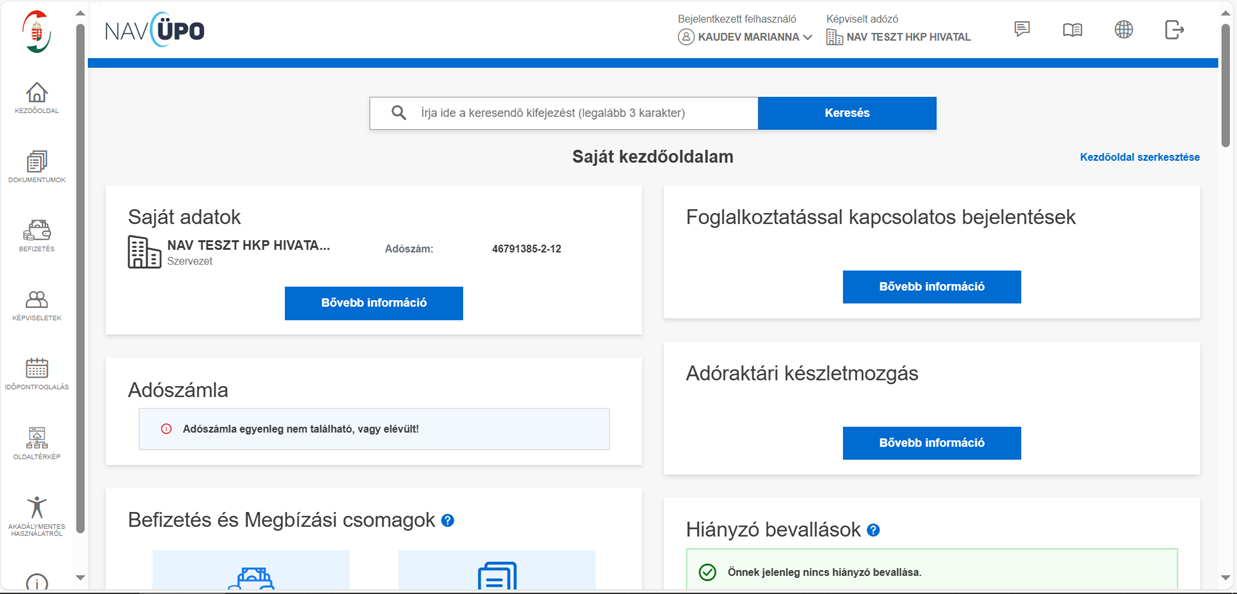 NAV ÜPO
Bejelentkezett felhasználó
KAUDEV MARIANNA
Képviselt adózó
NAV TESZT HKP HIVATAL
KEZDŐOLDAL
DOKUMENTUMOK
BEFIZETÉS
KÉPVISELETEK
IDŐPONTFOGLALÁS
OLDALTÉRKÉP
AKADÁLYMENTES
HASZNÁLATRÓL
Írja ide a keresendő kifejezést (legalább 3 karakter)
Keresés
Saját kezdőoldalam
Kezdőoldal szerkesztése
Saját adatok
NAV TESZT HKP HIVATA...
Szervezet
Adószám:
46791385-2-12
Bővebb információ
Foglalkoztatással kapcsolatos bejelentések
Bővebb információ
Adószámla
Adószámla egyenleg nem található, vagy elévült!
Adóraktári készletmozgás
Bővebb információ
Befizetés és Megbízási csomagok ?
Hiányzó bevallások ?
Önnek jelenleg nincs hiányzó bevallása.